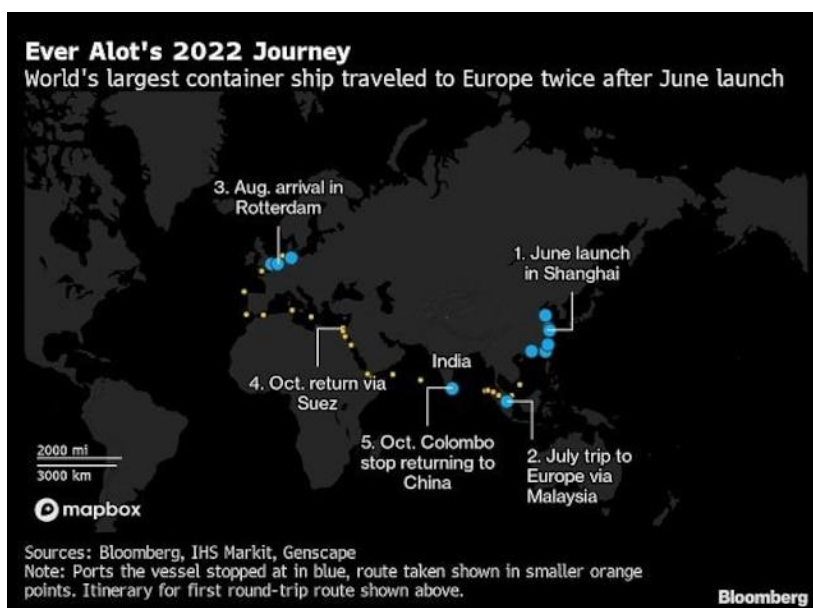 Ever Alot's 2022 Journey
World's largest container ship traveled to Europe twice after June launch
3. Aug. arrival in
Rotterdam
1. June launch
in Shanghai
India
4. Oct. return via
Suez
5. Oct. Colombo
stop returning to
China
2. July trip to
Europe via
Malaysia
2000 mi
3000 km
mapbox
Sources: Bloomberg, IHS Markit, Genscape
Note: Ports the vessel stopped at in blue, route taken shown in smaller orange
points. Itinerary for first round-trip route shown above.
Bloomberg